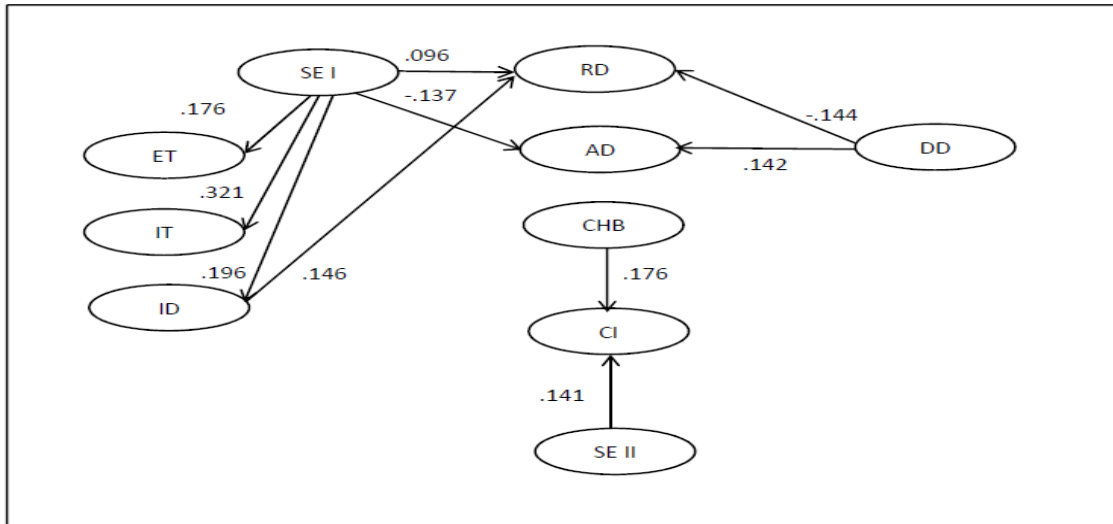 .096
SE I
RD
-.137
.176
-.144
ET
AD
DD
.142
.321
IT
CHB
.196
.146
.176
ID
CI
.141
SE II